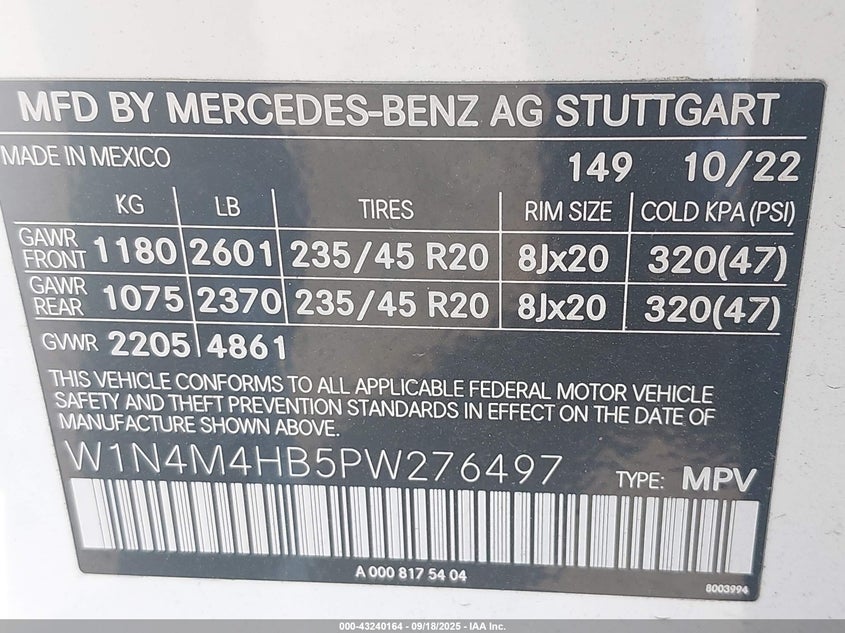 MFD BY MERCEDES-BENZ AG STUTTGART
MADE IN MEXICO 149 10/22
KG LB TIRES RIM SIZE COLD KPA (PSI)
GAWR FRONT 1180 2601 235/45 R20 8Jx20 320(47)
GAWR REAR 1075 2370 235/45 R20 8Jx20 320(47)
GVWR 2205 4861
THIS VEHICLE CONFORMS TO ALL APPLICABLE FEDERAL MOTOR VEHICLE
SAFETY AND THEFT PREVENTION STANDARDS IN EFFECT ON THE DATE OF
MANUFACTURE SHOWN ABOVE.
W1N4M4HB5PW276497 TYPE: MPV
A 000 817 54 04
8003994
000-43240164 - 09/18/2025 - IAA Inc.